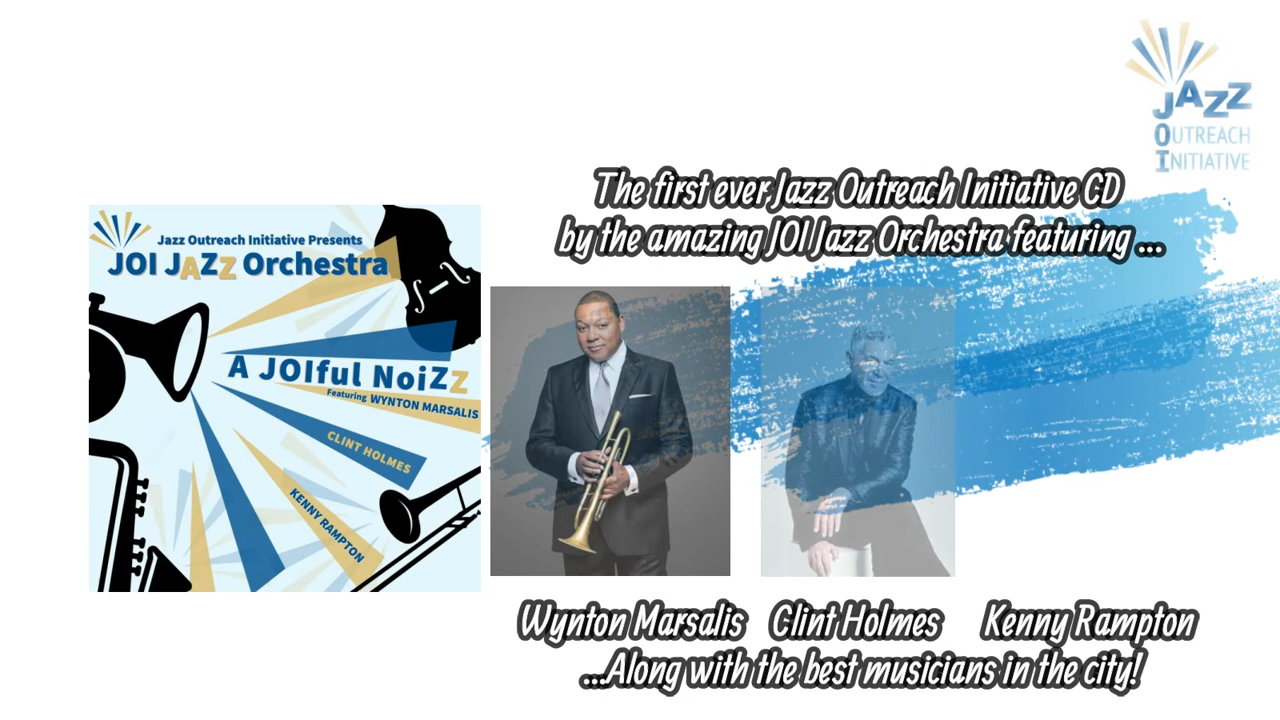 JAZZ
OUTREACH
INITIATIVE
The first ever Jazz Outreach Initiative CD
by the amazing JOI Jazz Orchestra featuring ...
Jazz Outreach Initiative Presents
JOI JAZZ Orchestra
A JOIful NoiZZ
Featuring WYNTON MARSALIS
CLINT HOLMES
KENNY RAMPTON
Wynton Marsalis Clint Holmes Kenny Rampton
...Along with the best musicians in the city!